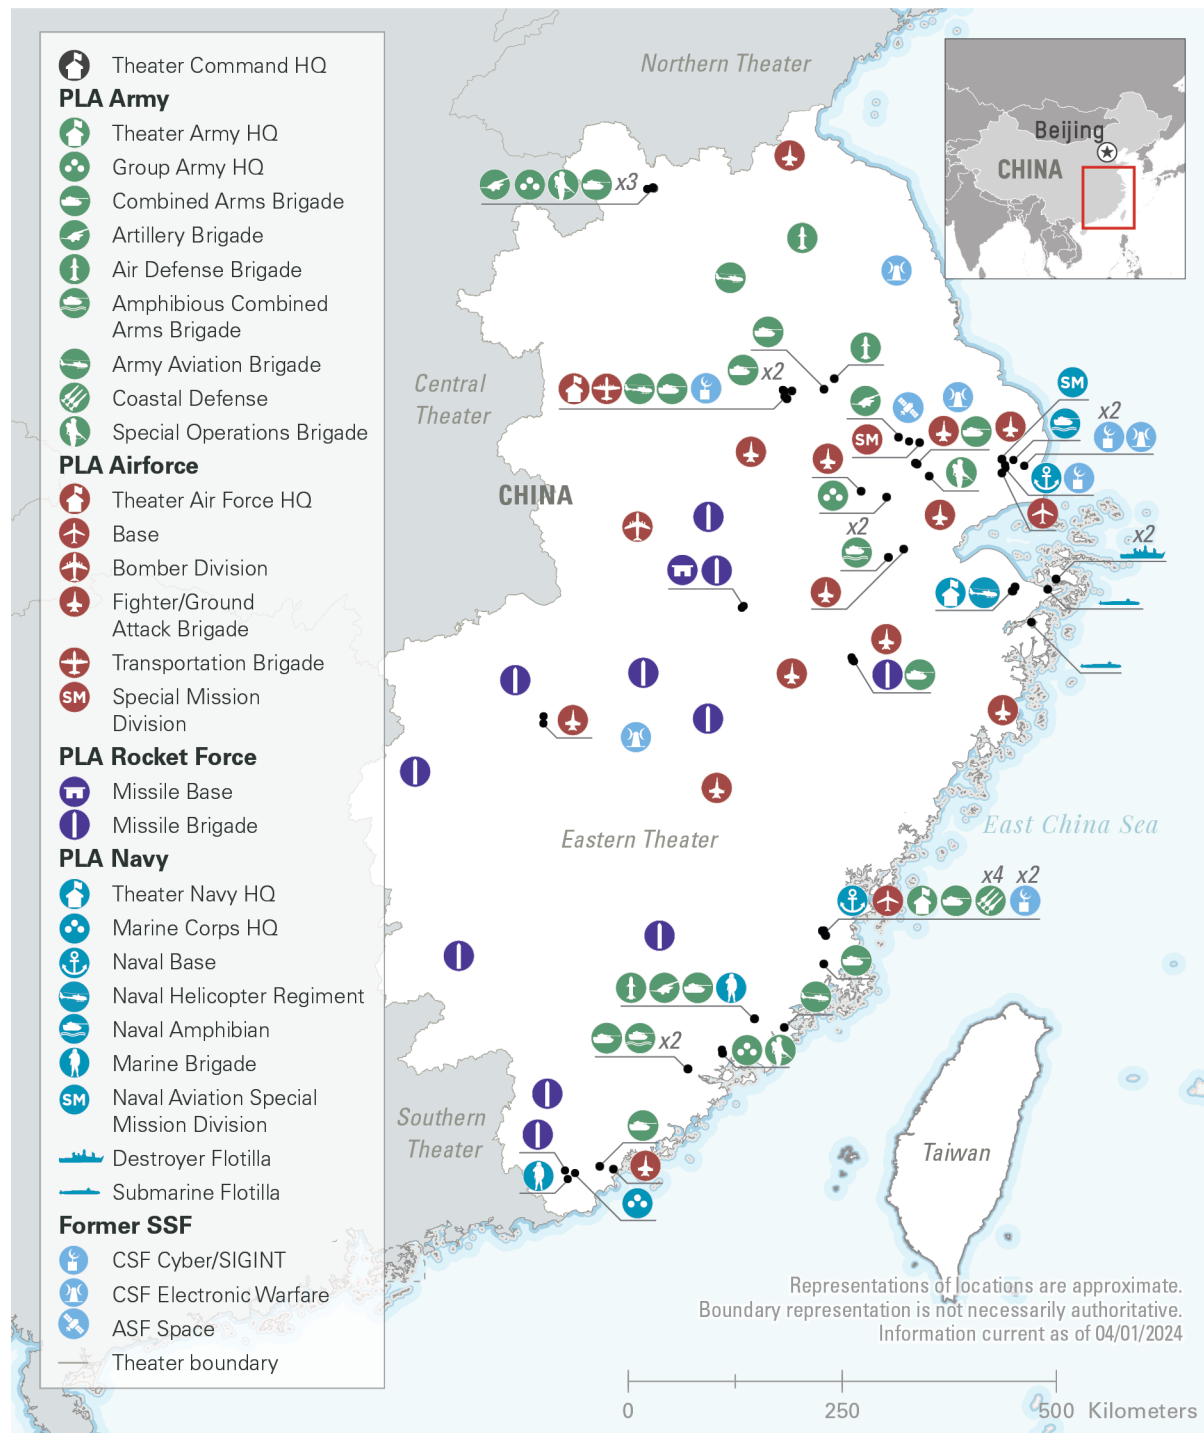 Theater Command HQ
PLA Army
Theater Army HQ
Group Army HQ
Combined Arms Brigade
Artillery Brigade
Air Defense Brigade
Amphibious Combined
Arms Brigade
Army Aviation Brigade
Coastal Defense
Special Operations Brigade
PLA Airforce
Theater Air Force HQ
Base
Bomber Division
Fighter/Ground
Attack Brigade
Transportation Brigade
SM
Special Mission
Division
PLA Rocket Force
Missile Base
Missile Brigade
PLA Navy
Theater Navy HQ
Marine Corps HQ
Naval Base
Naval Helicopter Regiment
Naval Amphibian
Marine Brigade
SM
Naval Aviation Special
Mission Division
Destroyer Flotilla
Submarine Flotilla
Former SSF
CSF Cyber/SIGINT
CSF Electronic Warfare
ASF Space
Theater boundary
Northern Theater
Beijing
CHINA
x3
Central
Theater
x2
SM
x2
SM
CHINA
x2
x2
Eastern Theater
East China Sea
x4
x2
x2
Southern
Theater
Taiwan
Representations of locations are approximate.
Boundary representation is not necessarily authoritative.
Information current as of 04/01/2024
0
250
500
Kilometers